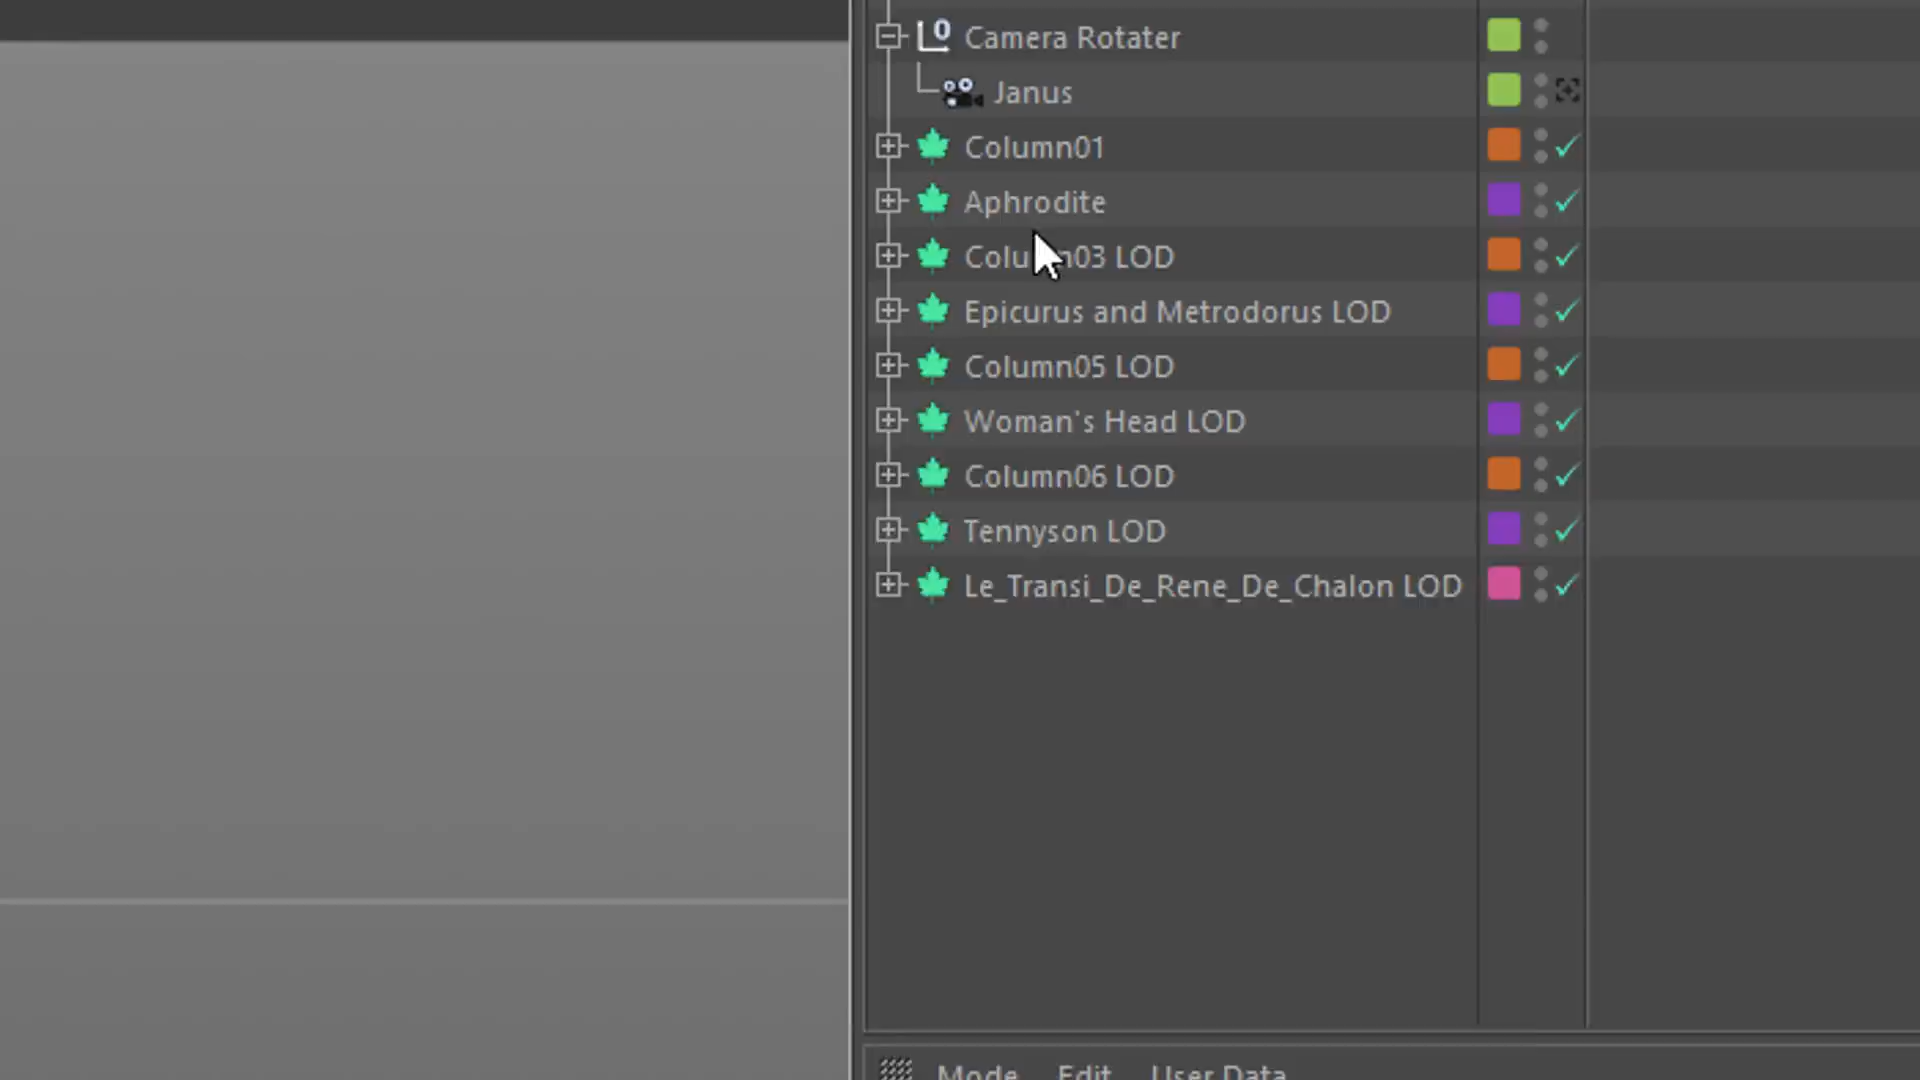 Camera Rotater
Janus
Column01
Aphrodite
Column03 LOD
Epicurus and Metrodorus LOD
Column05 LOD
Woman's Head LOD
Column06 LOD
Tennyson LOD
Le_Transi_De_Rene_De_Chalon LOD
Mode Edit User Data